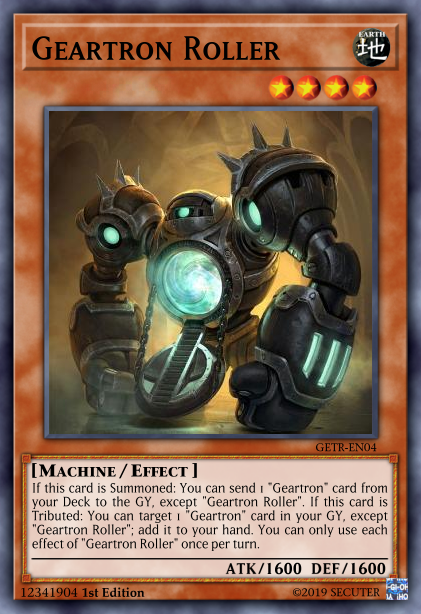 GEARTRON ROLLER
EARTH
地
GETR-EN04
[MACHINE / EFFECT]
If this card is Summoned: You can send 1 "Geartron" card from
your Deck to the GY, except "Geartron Roller". If this card is
Tributed: You can target 1 "Geartron" card in your GY, except
"Geartron Roller"; add it to your hand. You can only use each
effect of "Geartron Roller" once per turn.
ATK/1600 DEF/1600
12341904 1st Edition
©2019 SECUTER